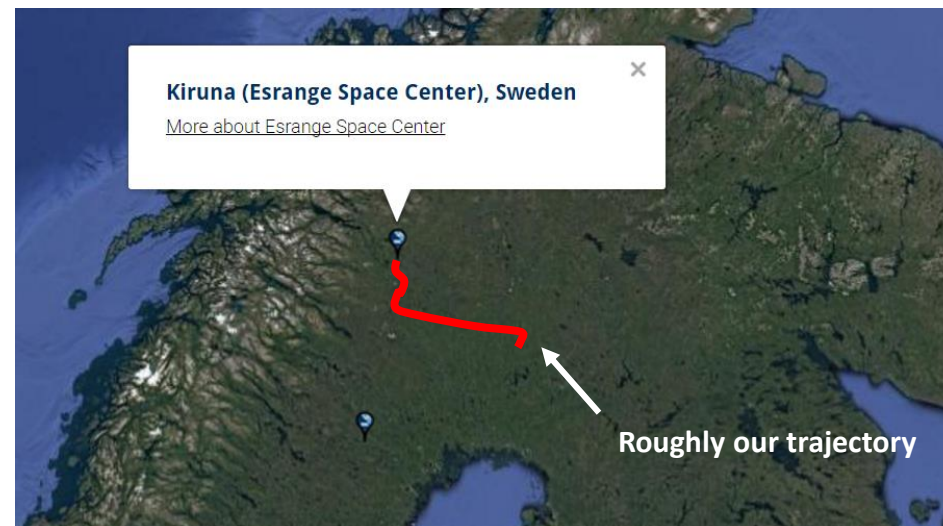 Kiruna (Esrange Space Center), Sweden
More about Esrange Space Center
Roughly our trajectory